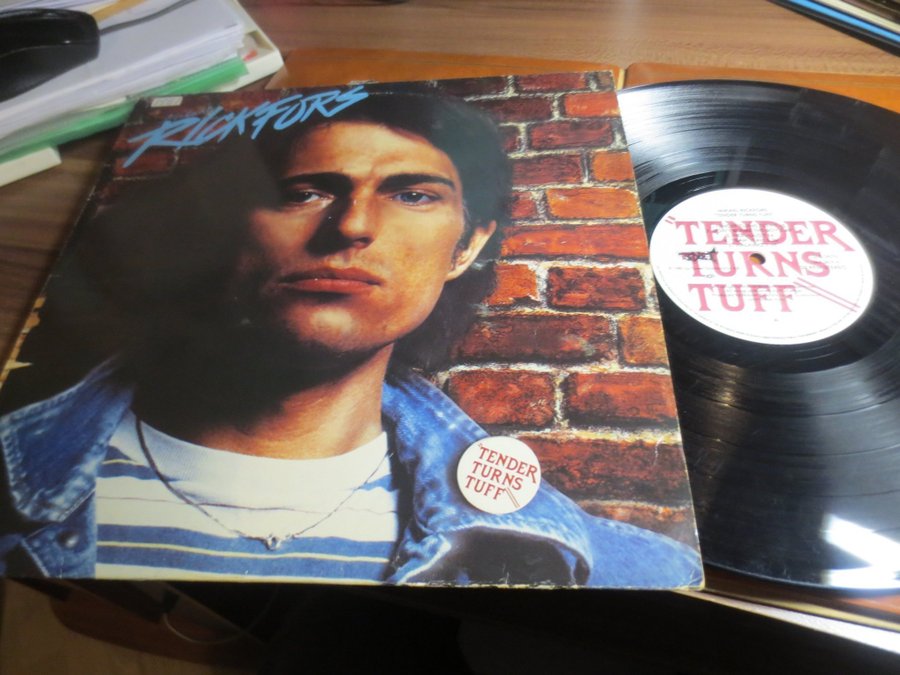 RICKFORS
"TENDER
TURNS
TUFF"
"TENDER
TURNS
TUFF"